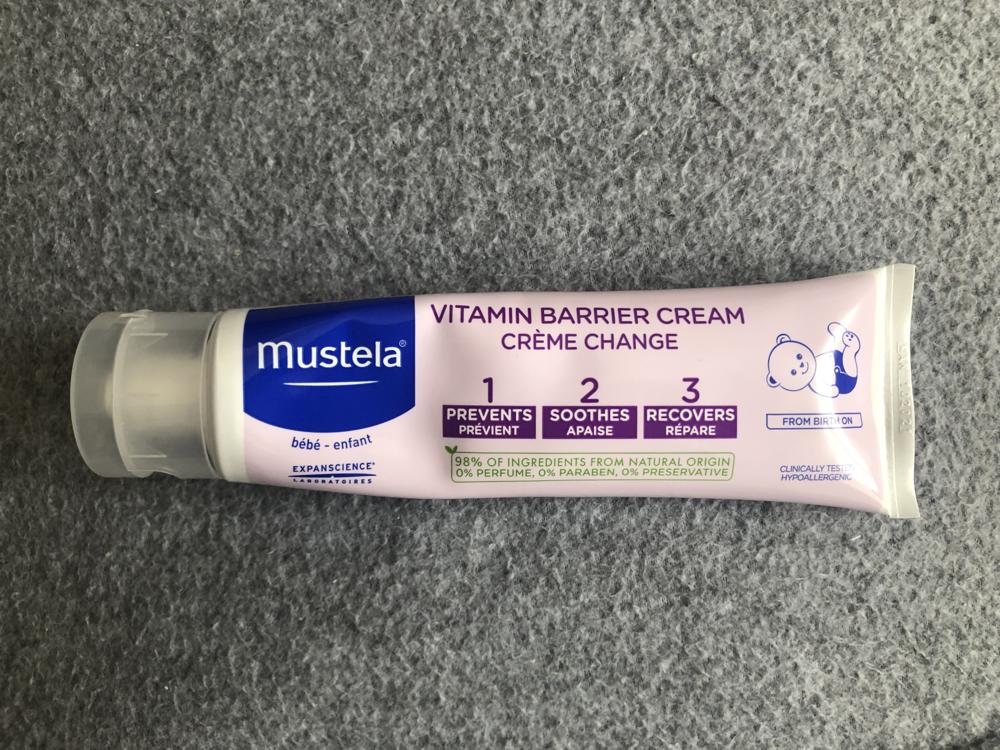 mustela®
bébé - enfant
EXPANSCIENCE®
LABORATOIRES
VITAMIN BARRIER CREAM
CRÈME CHANGE
1
PREVENTS
PRÉVIENT
2
SOOTHES
APAISE
3
RECOVERS
RÉPARE
98% OF INGREDIENTS FROM NATURAL ORIGIN
0% PERFUME, 0% PARABEN, 0% PRESERVATIVE
FROM BIRTH ON
CLINICALLY TESTED
HYPOALLERGENIC